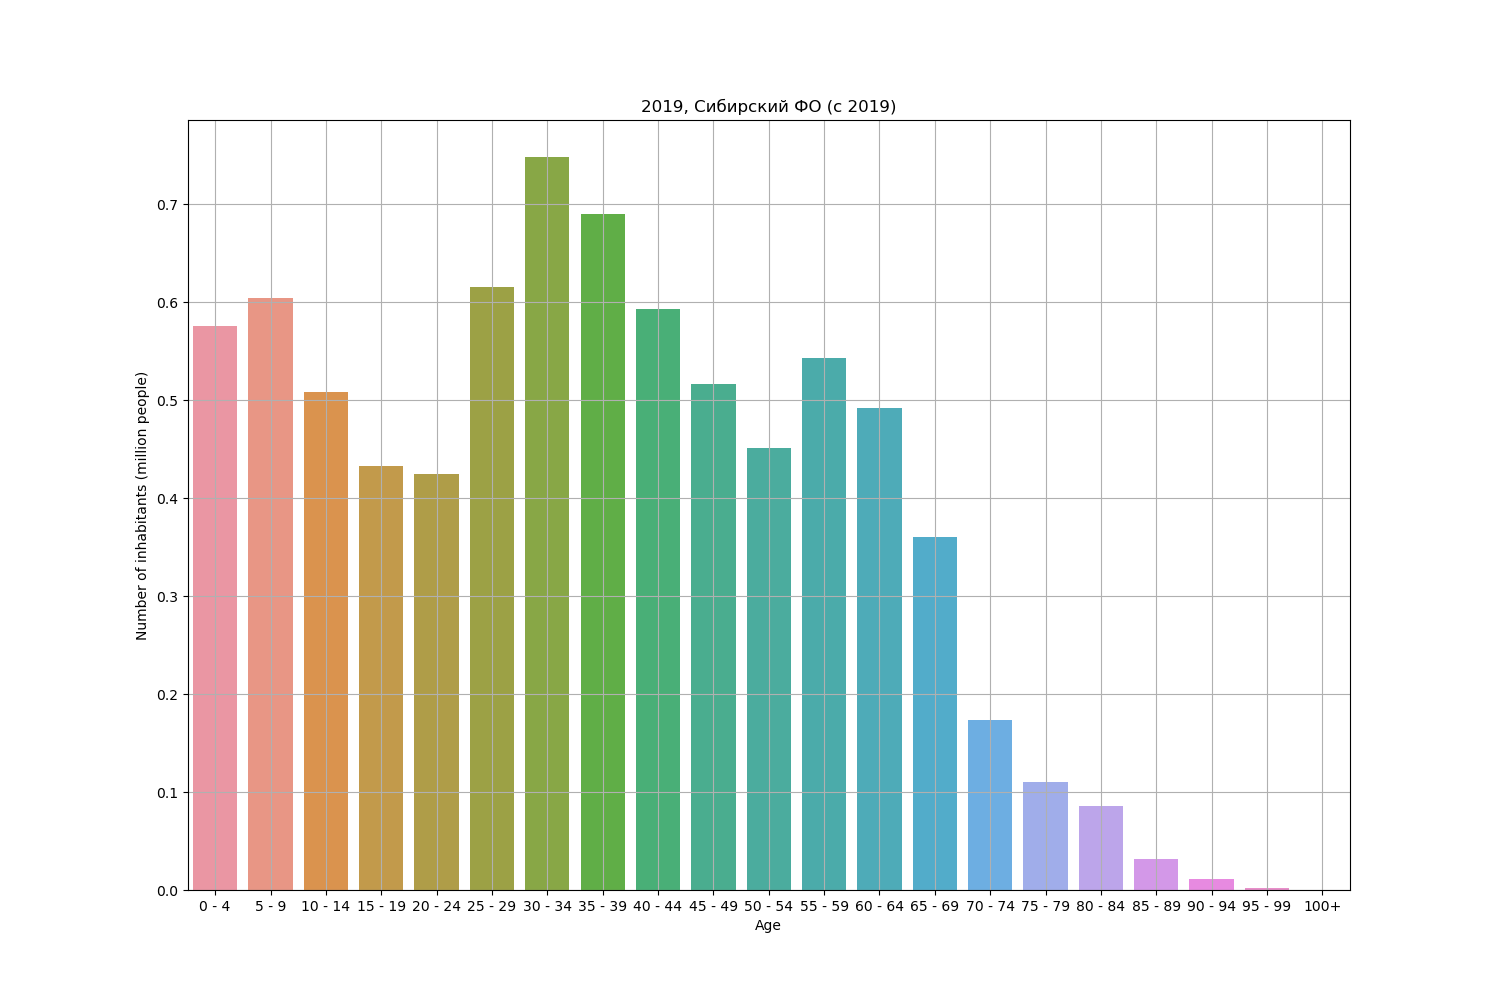 2019, Сибирский ФО (с 2019)
Number of inhabitants (million people)
0.7
0.6
0.5
0.4
0.3
0.2
0.1
0.0
0 - 4 5 - 9 10 - 14 15 - 19 20 - 24 25 - 29 30 - 34 35 - 39 40 - 44 45 - 49 50 - 54 55 - 59 60 - 64 65 - 69 70 - 74 75 - 79 80 - 84 85 - 89 90 - 94 95 - 99 100+
Age